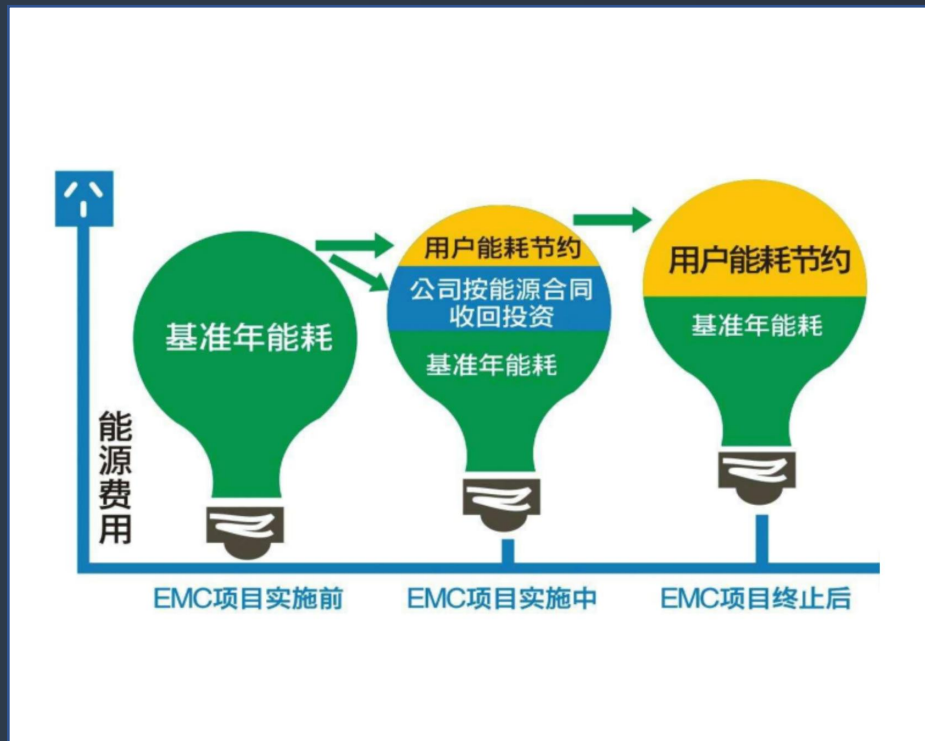 能源费用
基准年能耗
用户能耗节约
公司按能源合同
收回投资
基准年能耗
用户能耗节约
基准年能耗
EMC项目实施前
EMC项目实施中
EMC项目终止后